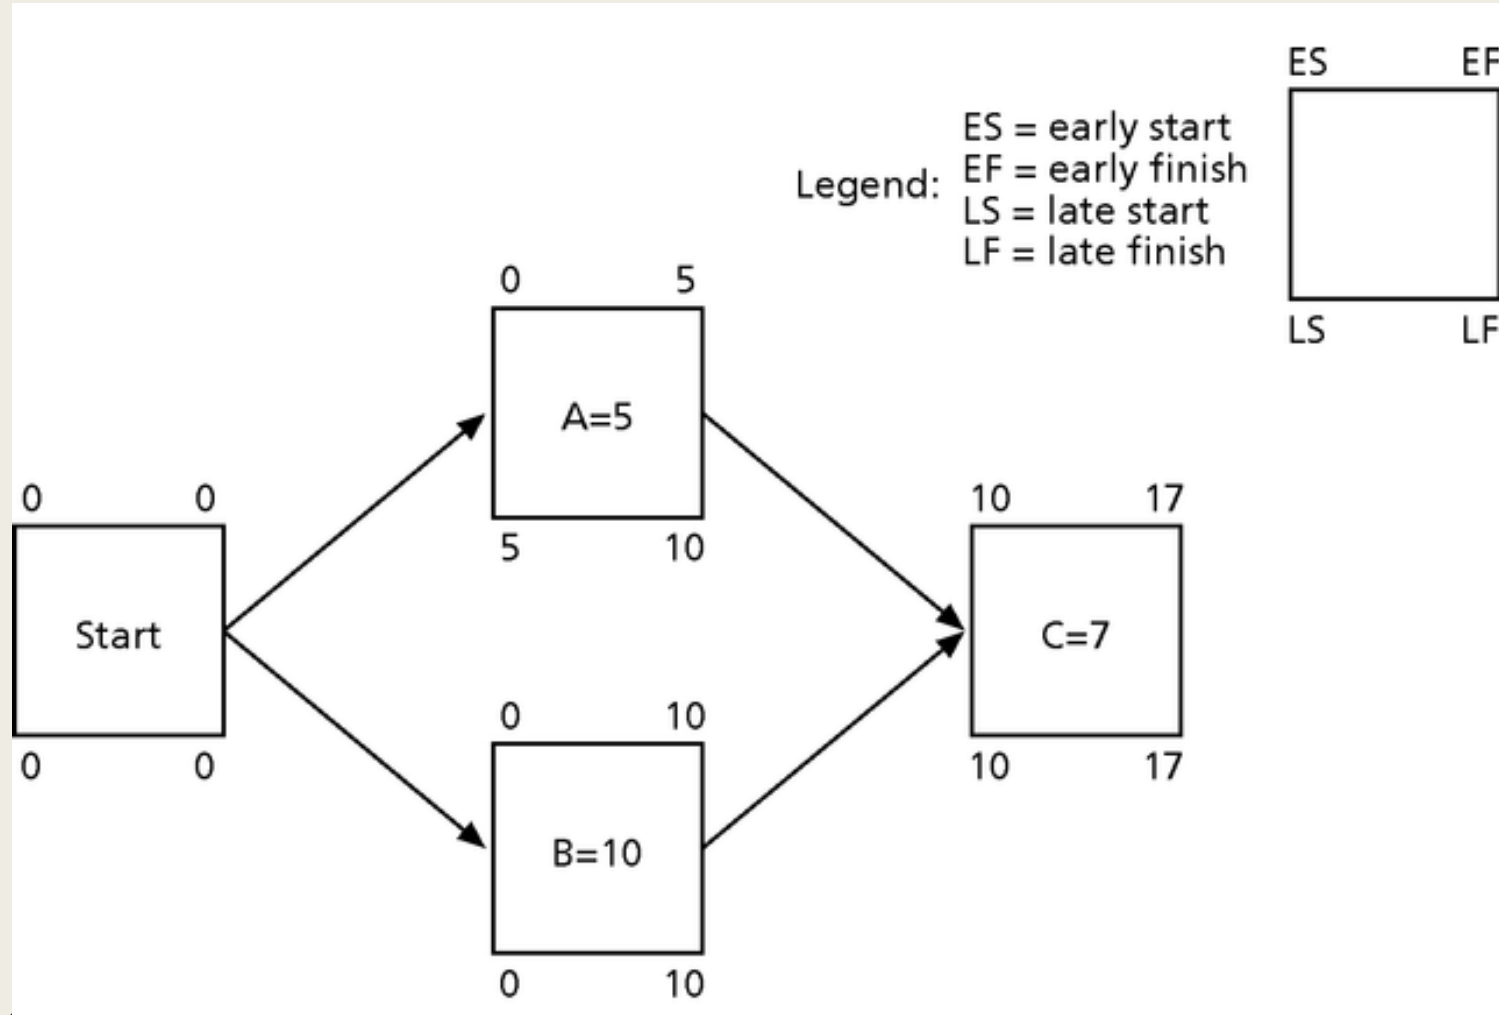 ES EF
ES = early start
EF = early finish
Legend:
LS = late start
LF = late finish
LS LF
0 5
A=5
5 10
0 0
Start
0 0
10 17
C=7
10 17
0 10
B=10
0 10